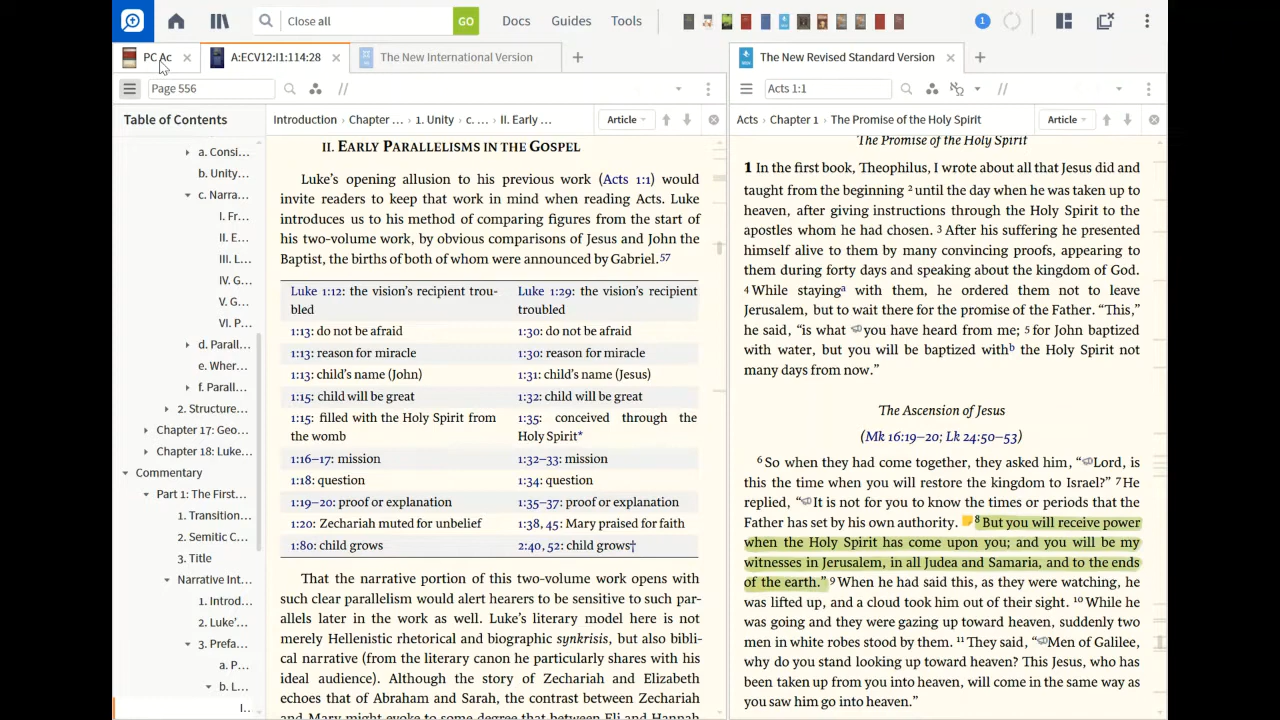 Close all
GO
Docs
Guides
Tools
1
PC Ac
A:ECV12:I1:114:28
The New International Version
The New Revised Standard Version
Page 556
//
Acts 1:1
//
Table of Contents
Introduction › Chapter ... › 1. Unity › c. ... › II. Early ...
Article
Acts › Chapter 1 › The Promise of the Holy Spirit
Article
a. Consi...
b. Unity...
c. Narra...
I. Fr...
II. E...
III. L...
IV. G...
V. G...
VI. P...
d. Parall...
e. Wher...
f. Parall...
2. Structure...
Chapter 17: Geo...
Chapter 18: Luke...
Commentary
Part 1: The First...
1. Transition...
2. Semitic C...
3. Title
Narrative Int...
1. Introd...
2. Luke'...
3. Prefa...
a. P...
b. L...
I...
II. EARLY PARALLELISMS IN THE GOSPEL
Luke's opening allusion to his previous work (Acts 1:1) would
invite readers to keep that work in mind when reading Acts. Luke
introduces us to his method of comparing figures from the start of
his two-volume work, by obvious comparisons of Jesus and John the
Baptist, the births of both of whom were announced by Gabriel.57
Luke 1:12: the vision's recipient trou-
bled
Luke 1:29: the vision's recipient
troubled
1:13: do not be afraid
1:30: do not be afraid
1:13: reason for miracle
1:30: reason for miracle
1:13: child's name (John)
1:31: child's name (Jesus)
1:15: child will be great
1:32: child will be great
1:15: filled with the Holy Spirit from
the womb
1:35: conceived through the
Holy Spirit*
1:16–17: mission
1:32–33: mission
1:18: question
1:34: question
1:19–20: proof or explanation
1:35–37: proof or explanation
1:20: Zechariah muted for unbelief
1:38, 45: Mary praised for faith
1:80: child grows
2:40, 52: child grows†
That the narrative portion of this two-volume work opens with
such clear parallelism would alert hearers to be sensitive to such par-
allels later in the work as well. Luke's literary model here is not
merely Hellenistic rhetorical and biographic synkrisis, but also bibli-
cal narrative (from the literary canon he particularly shares with his
ideal audience). Although the story of Zechariah and Elizabeth
echoes that of Abraham and Sarah, the contrast between Zechariah
and Mary might evoke to some degree that between Eli and Hannah
The Promise of the Holy Spirit
1 In the first book, Theophilus, I wrote about all that Jesus did and
taught from the beginning 2 until the day when he was taken up to
heaven, after giving instructions through the Holy Spirit to the
apostles whom he had chosen. 3 After his suffering he presented
himself alive to them by many convincing proofs, appearing to
them during forty days and speaking about the kingdom of God.
4 While stayinga with them, he ordered them not to leave
Jerusalem, but to wait there for the promise of the Father. “This,”
he said, “is what you have heard from me; 5 for John baptized
with water, but you will be baptized withb the Holy Spirit not
many days from now.”
The Ascension of Jesus
(Mk 16:19–20; Lk 24:50–53)
6 So when they had come together, they asked him, “Lord, is
this the time when you will restore the kingdom to Israel?” 7 He
replied, “It is not for you to know the times or periods that the
Father has set by his own authority. 8 But you will receive power
when the Holy Spirit has come upon you; and you will be my
witnesses in Jerusalem, in all Judea and Samaria, and to the ends
of the earth.” 9 When he had said this, as they were watching, he
was lifted up, and a cloud took him out of their sight. 10 While he
was going and they were gazing up toward heaven, suddenly two
men in white robes stood by them. 11 They said, “Men of Galilee,
why do you stand looking up toward heaven? This Jesus, who has
been taken up from you into heaven, will come in the same way as
you saw him go into heaven.”